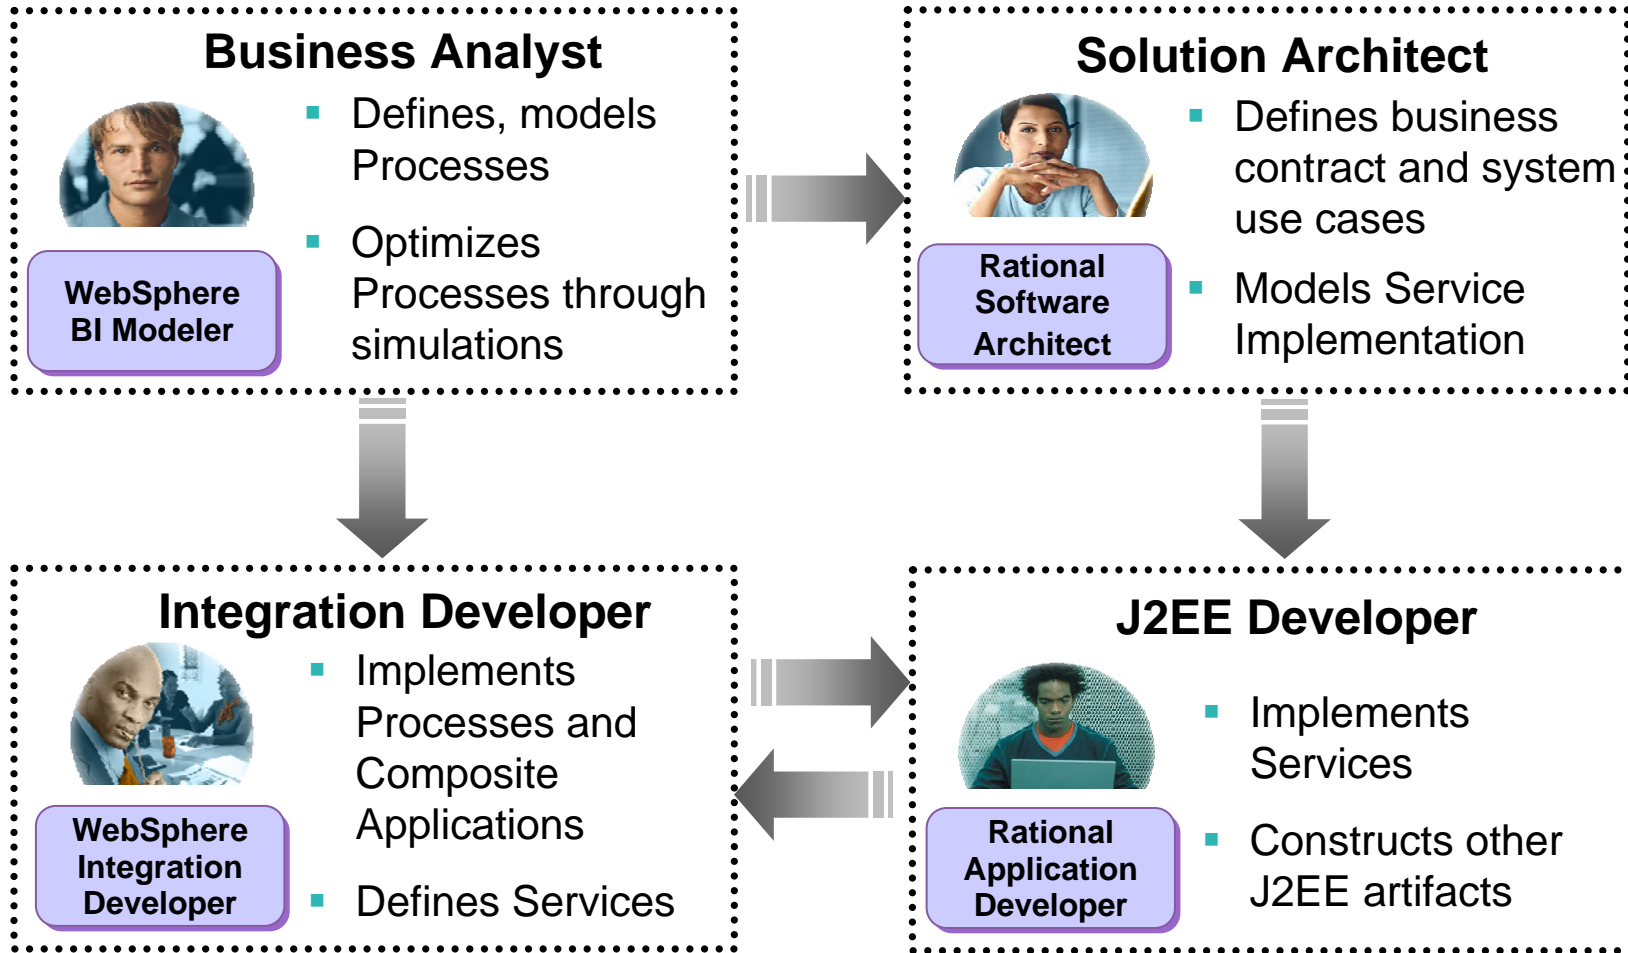 Business Analyst
▪ Defines, models
Processes
▪ Optimizes
Processes through
simulations
WebSphere
BI Modeler
Solution Architect
▪ Defines business
contract and system
use cases
▪ Models Service
Implementation
Rational
Software
Architect
Integration Developer
▪ Implements
Processes and
Composite
Applications
▪ Defines Services
WebSphere
Integration
Developer
J2EE Developer
▪ Implements
Services
▪ Constructs other
J2EE artifacts
Rational
Application
Developer